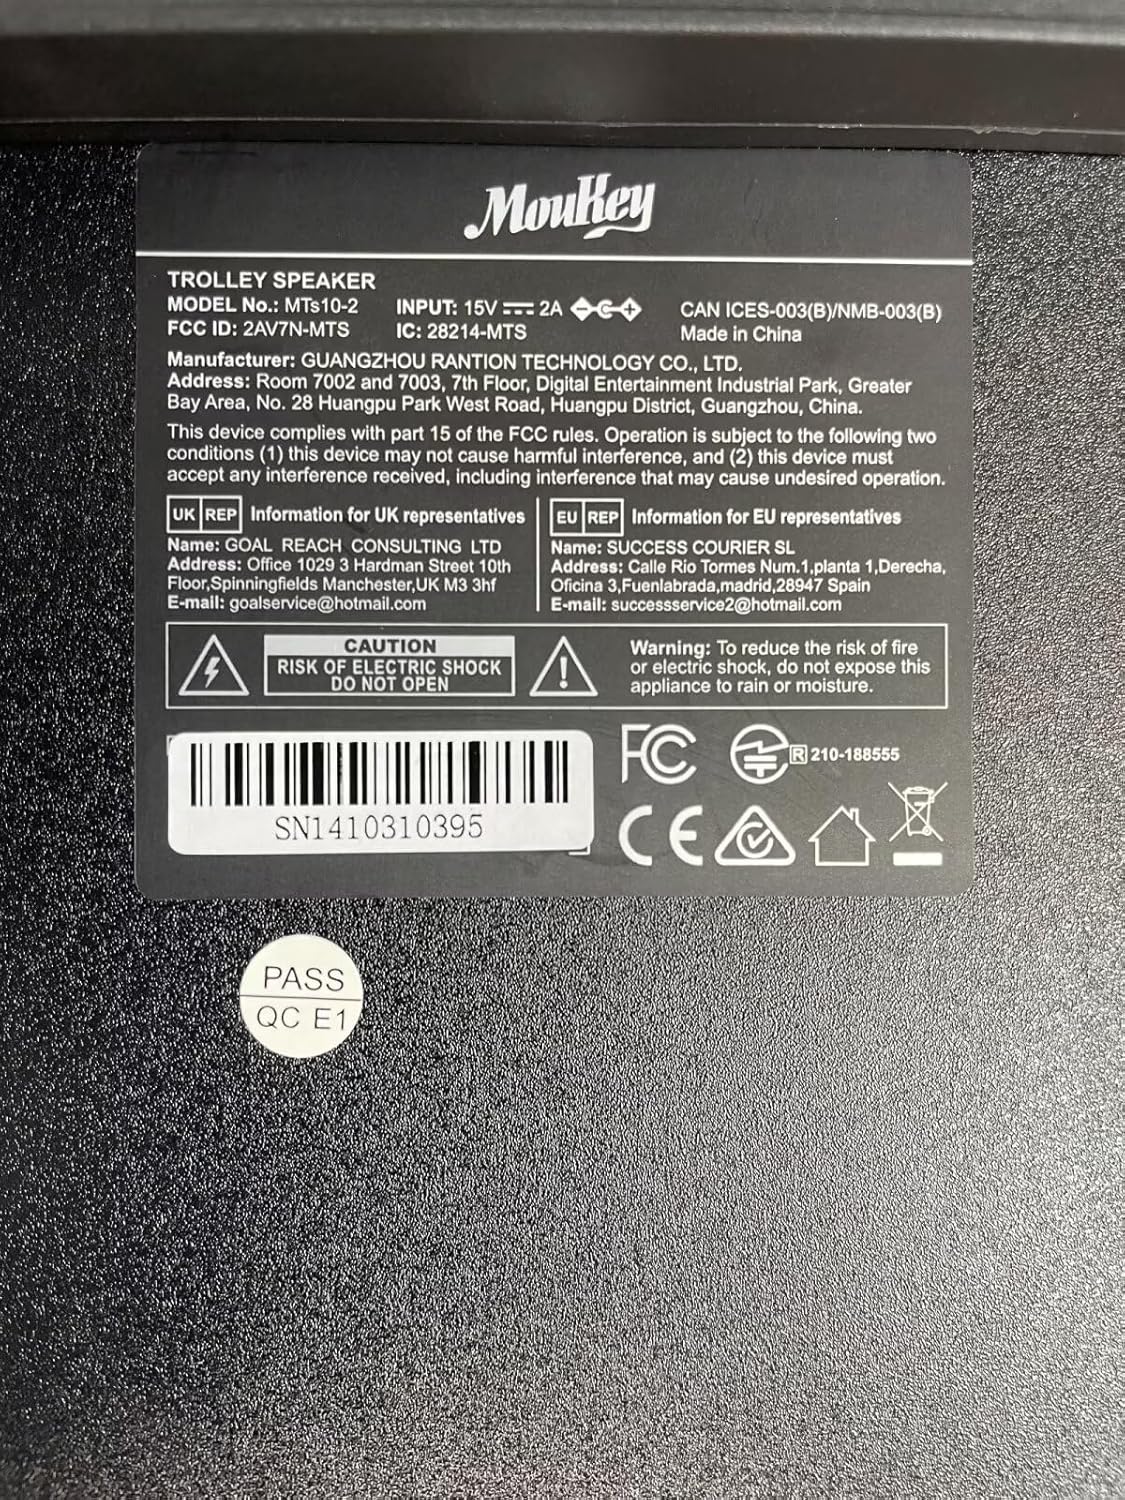 MouKey
TROLLEY SPEAKER
MODEL No.: MTs10-2 INPUT: 15V 2A CAN ICES-003(B)/NMB-003(B)
FCC ID: 2AV7N-MTS IC: 28214-MTS Made in China
Manufacturer: GUANGZHOU RANTION TECHNOLOGY CO., LTD.
Address: Room 7002 and 7003, 7th Floor, Digital Entertainment Industrial Park, Greater
Bay Area, No. 28 Huangpu Park West Road, Huangpu District, Guangzhou, China.
This device complies with part 15 of the FCC rules. Operation is subject to the following two
conditions (1) this device may not cause harmful interference, and (2) this device must
accept any interference received, including interference that may cause undesired operation.
UK REP Information for UK representatives
Name: GOAL REACH CONSULTING LTD
Address: Office 1029 3 Hardman Street 10th
Floor,Spinningfields Manchester,UK M3 3hf
E-mail: goalservice@hotmail.com
EU REP Information for EU representatives
Name: SUCCESS COURIER SL
Address: Calle Rio Tormes Num.1,planta 1,Derecha,
Oficina 3,Fuenlabrada,madrid,28947 Spain
E-mail: successservice2@hotmail.com
CAUTION
RISK OF ELECTRIC SHOCK
DO NOT OPEN
Warning: To reduce the risk of fire
or electric shock, do not expose this
appliance to rain or moisture.
SN1410310395
FC R 210-188555
CE
PASS
QC E1